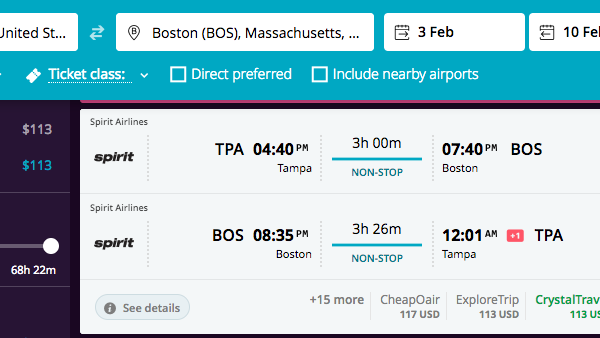 United St...
Boston (BOS), Massachusetts, ...
3 Feb
10 Feb
Ticket class:
Direct preferred
Include nearby airports
$113
$113
68h 22m
Spirit Airlines
spirit
TPA 04:40 PM
Tampa
3h 00m
NON-STOP
07:40 PM BOS
Boston
Spirit Airlines
spirit
BOS 08:35 PM
Boston
3h 26m
NON-STOP
12:01 AM +1 TPA
Tampa
See details
+15 more
CheapOair
117 USD
ExploreTrip
113 USD
CrystalTrav
113 US